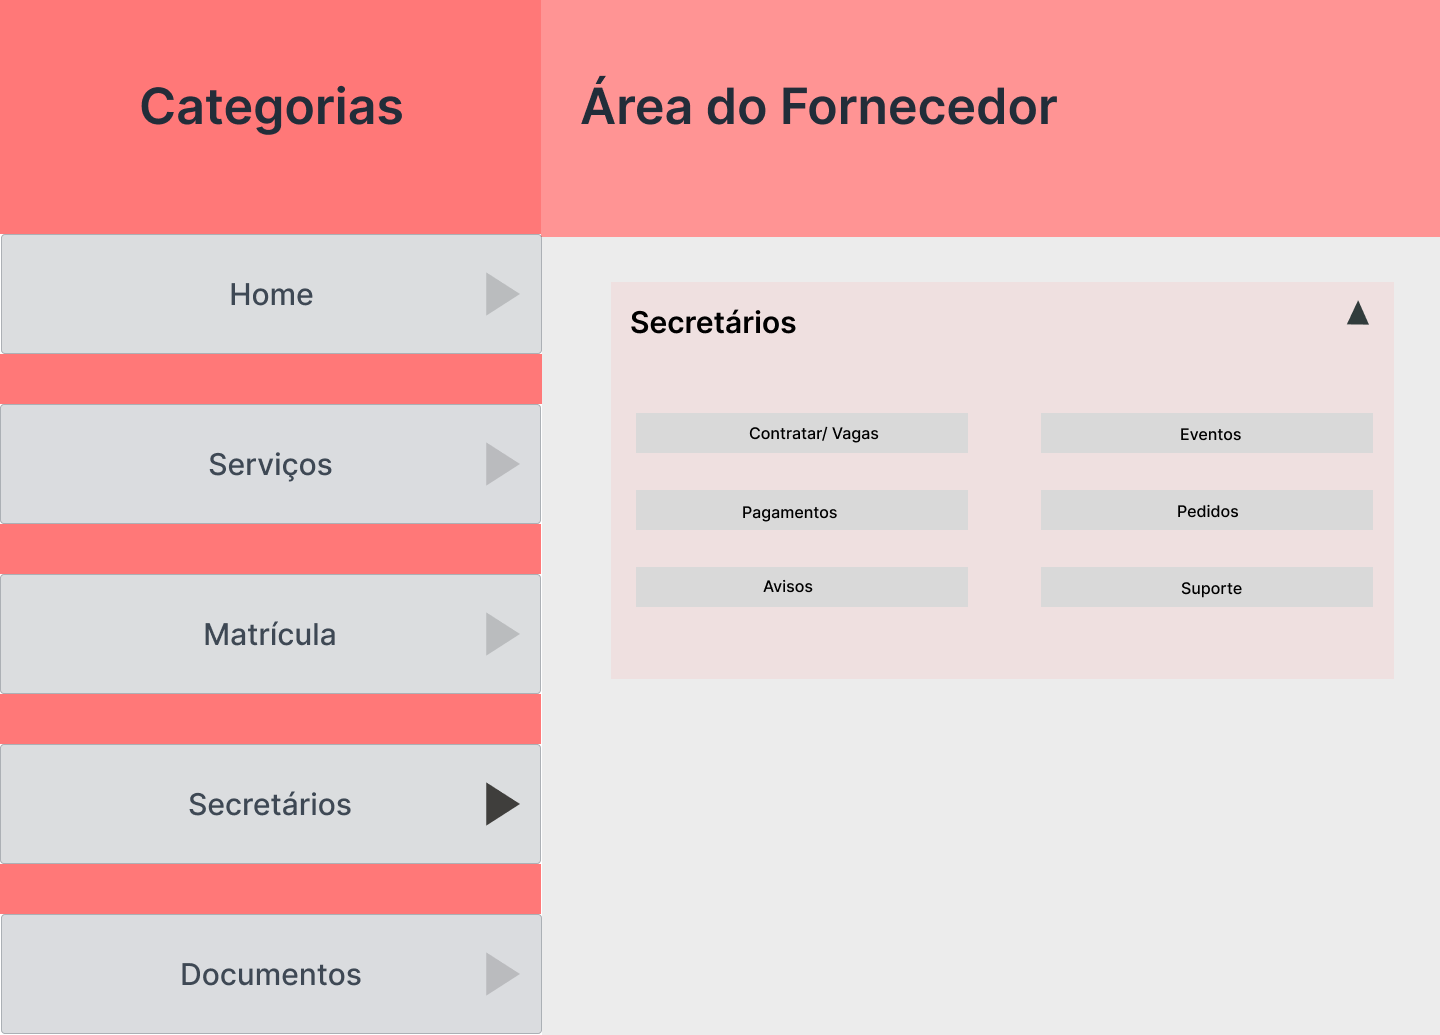 Categorias
Home
Serviços
Matrícula
Secretários
Documentos
Área do Fornecedor
Secretários
Contratar/ Vagas
Eventos
Pagamentos
Pedidos
Avisos
Suporte